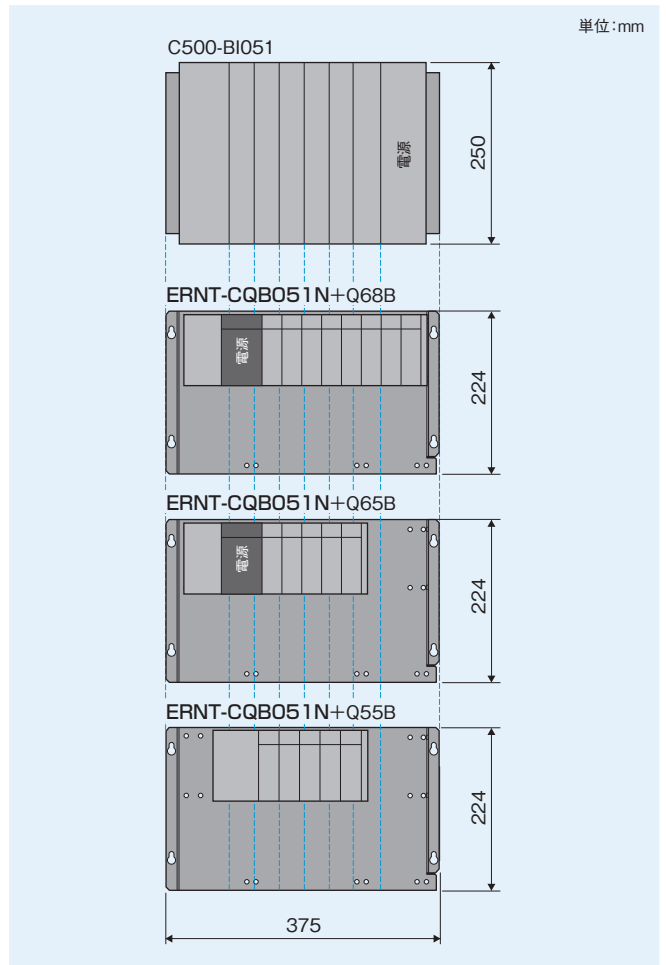 単位:mm
C500-BI051
電源
250
ERNT-CQB051N+Q68B
電源
224
ERNT-CQB051N+Q65B
電源
224
ERNT-CQB051N+Q55B
224
375